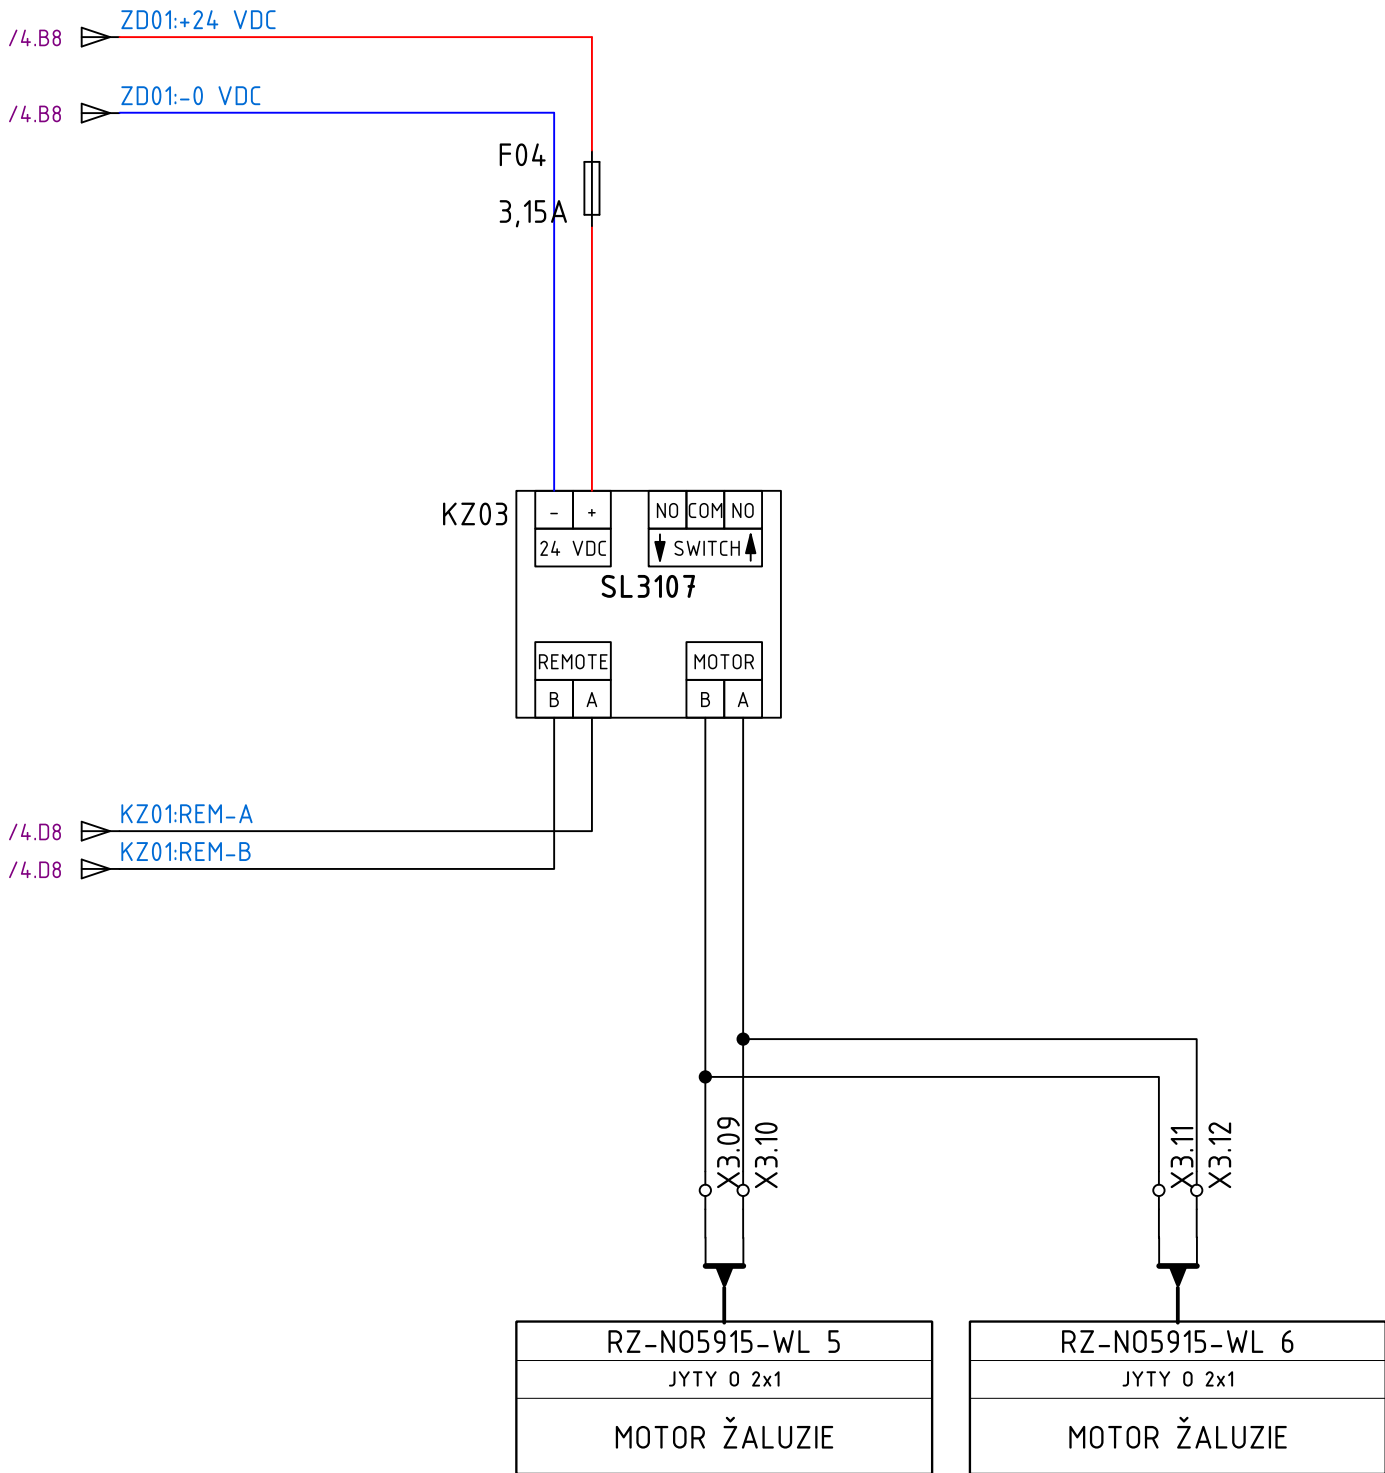 ZD01:+24 VDC
/4.B8
ZD01:-0 VDC
/4.B8
F04
3,15A
KZ03
- + NO COM NO
24 VDC SWITCH
SL3107
REMOTE MOTOR
B A B A
KZ01:REM-A
/4.D8
KZ01:REM-B
/4.D8
X3.09
X3.10
X3.11
X3.12
RZ-N05915-WL 5
JYTY O 2x1
MOTOR ŽALUZIE
RZ-N05915-WL 6
JYTY O 2x1
MOTOR ŽALUZIE